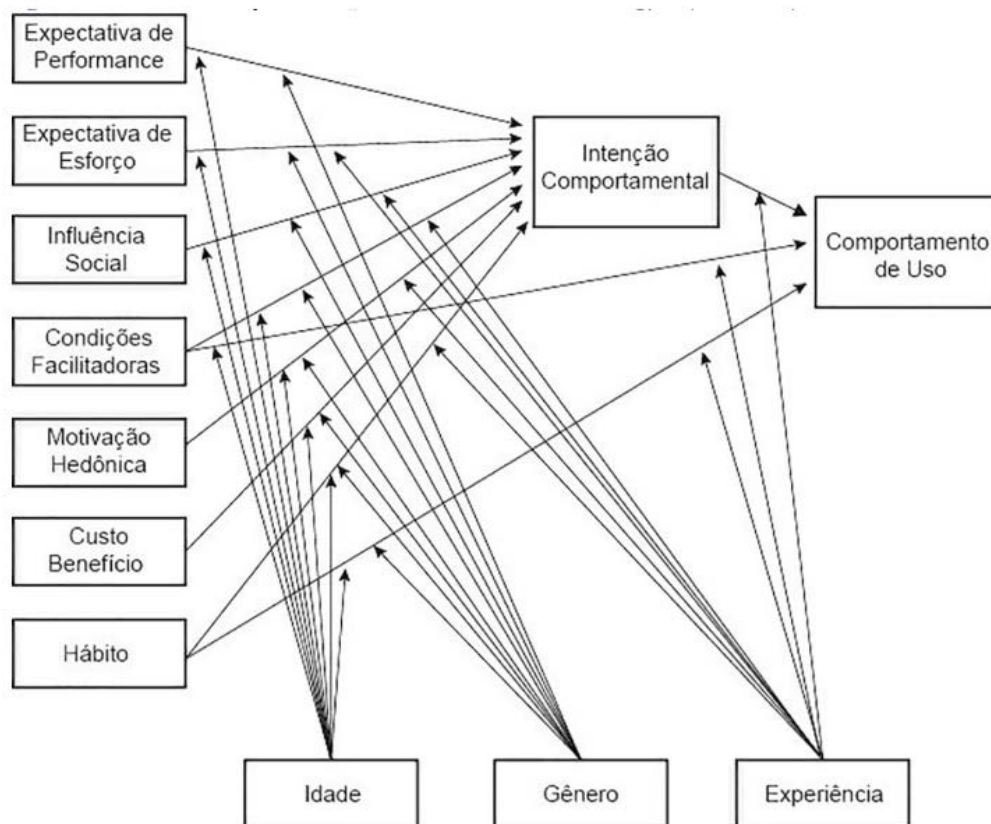 Expectativa de
Performance
Expectativa de
Esforço
Influência
Social
Condições
Facilitadoras
Motivação
Hedônica
Custo
Benefício
Hábito
Intenção
Comportamental
Comportamento
de Uso
Idade
Gênero
Experiência